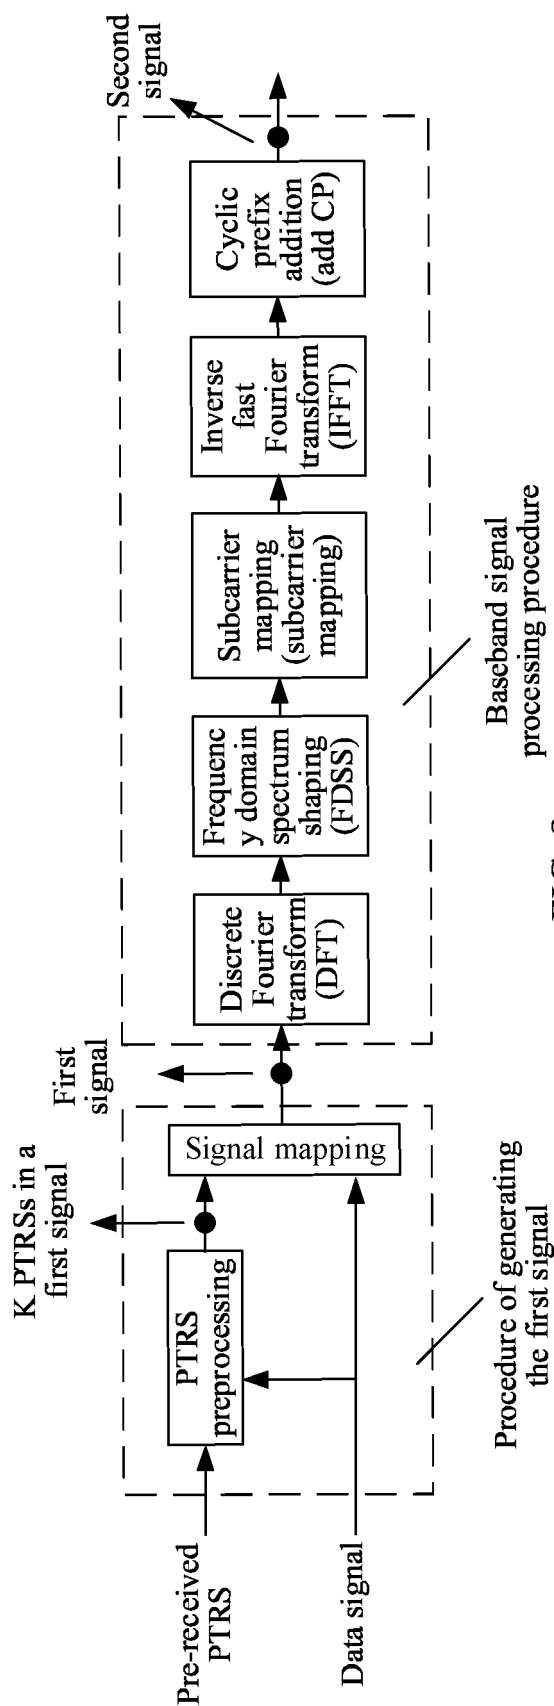 Pre-received
PTRS
Data signal
PTRS
preprocessing
K PTRSs in a
first signal
Signal mapping
Procedure of generating
the first signal
First
signal
Discrete
Fourier
transform
(DFT)
Frequenc
y domain
spectrum
shaping
(FDSS)
Subcarrier
mapping
(subcarrier
mapping)
Inverse
fast
Fourier
transform
(IFFT)
Cyclic
prefix
addition
(add CP)
Second
signal
Baseband signal
processing procedure
FIG.